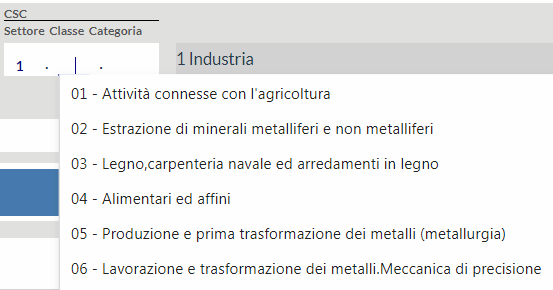 CSC
Settore Classe Categoria
1 . . 1 Industria
01 - Attività connesse con l'agricoltura
02 - Estrazione di minerali metalliferi e non metalliferi
03 - Legno,carpenteria navale ed arredamenti in legno
04 - Alimentari ed affini
05 - Produzione e prima trasformazione dei metalli (metallurgia)
06 - Lavorazione e trasformazione dei metalli.Meccanica di precisione